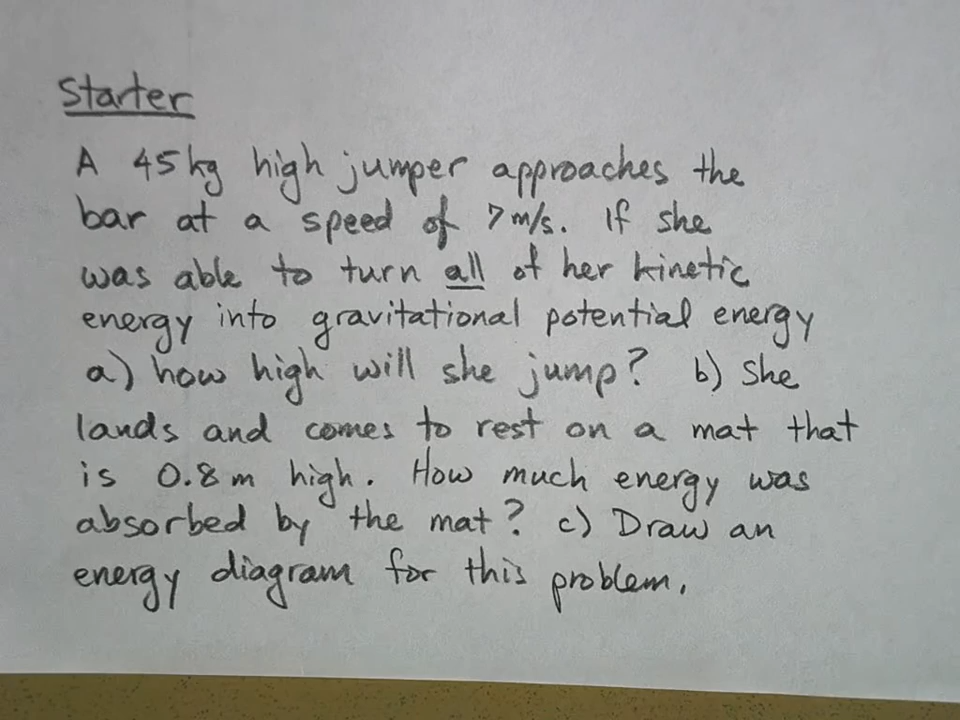 Starter
A 45kg high jumper approaches the
bar at a speed of 7 m/s. If she
was able to turn all of her kinetic
energy into gravitational potential energy
a) how high will she jump? b) She
lands and comes to rest on a mat that
is 0.8 m high. How much energy was
absorbed by the mat? c) Draw an
energy diagram for this problem.